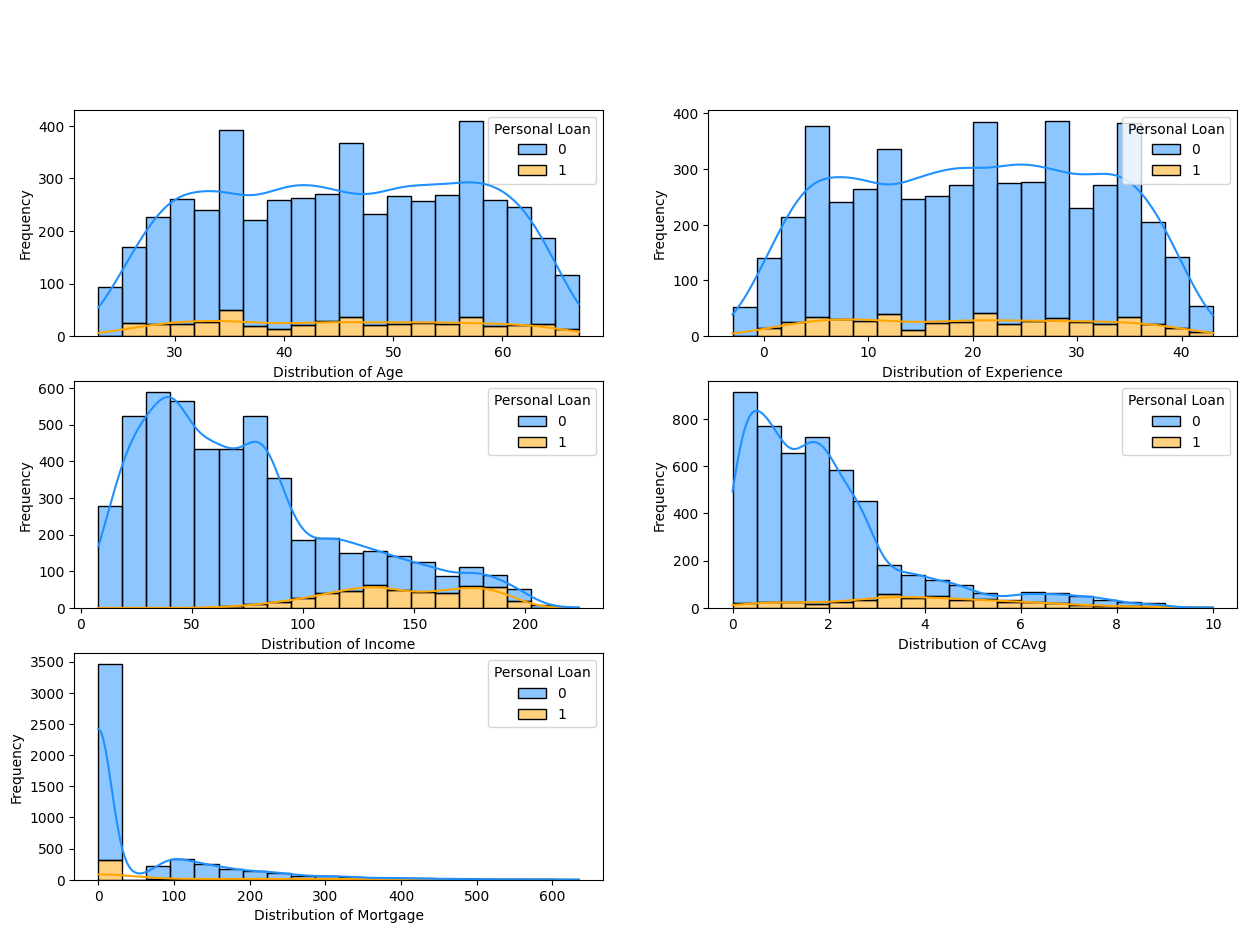 Personal Loan
0
1
400
300
200
100
0
Frequency
30 40 50 60
Distribution of Age
Personal Loan
0
1
400
300
200
100
0
Frequency
0 10 20 30 40
Distribution of Experience
Personal Loan
0
1
600
500
400
300
200
100
0
Frequency
0 50 100 150 200
Distribution of Income
Personal Loan
0
1
800
600
400
200
0
Frequency
0 2 4 6 8 10
Distribution of CCAvg
Personal Loan
0
1
3500
3000
2500
2000
1500
1000
500
0
Frequency
0 100 200 300 400 500 600
Distribution of Mortgage